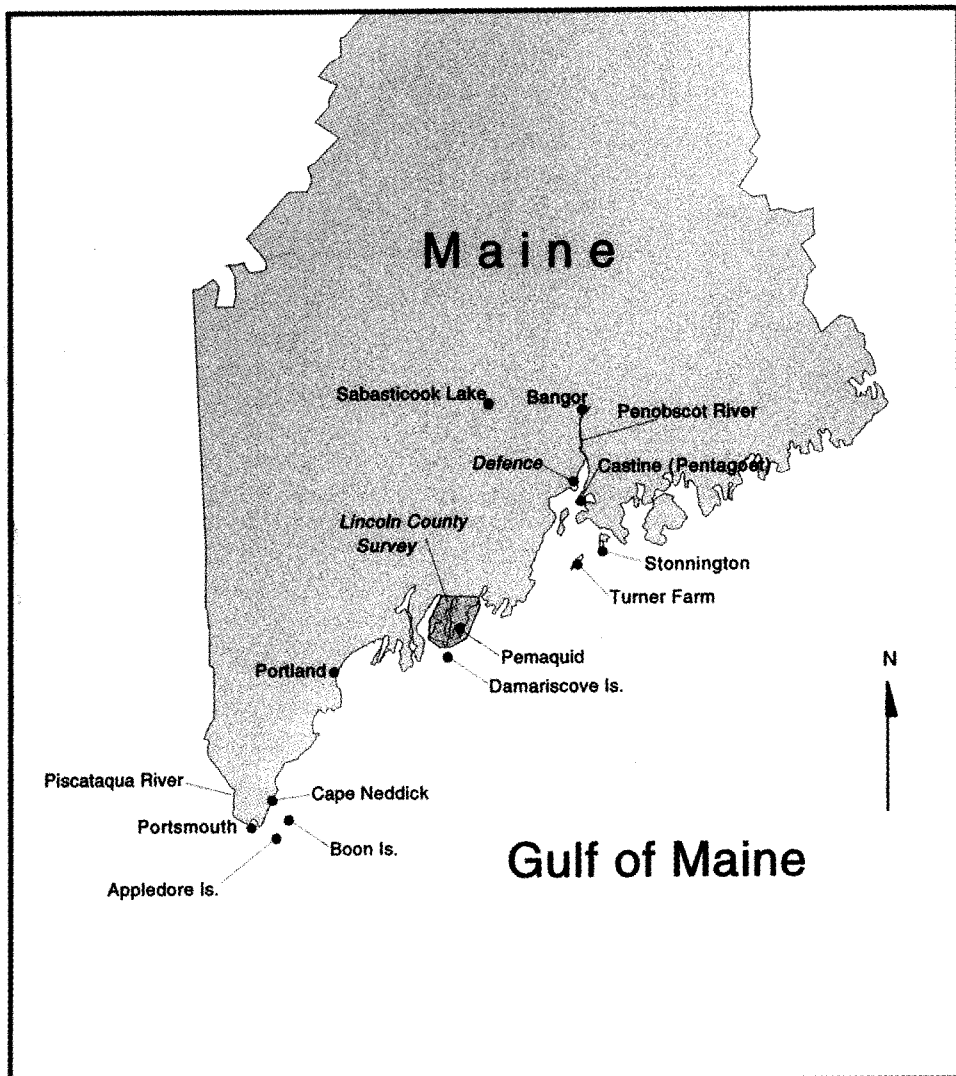 Maine
Sabasticook Lake
Bangor
Penobscot River
Defence
Castine (Pentagoet)
Lincoln County
Survey
Stonnington
Turner Farm
Pemaquid
Portland
Damariscove Is.
N
Piscataqua River
Cape Neddick
Portsmouth
Boon Is.
Gulf of Maine
Appledore Is.